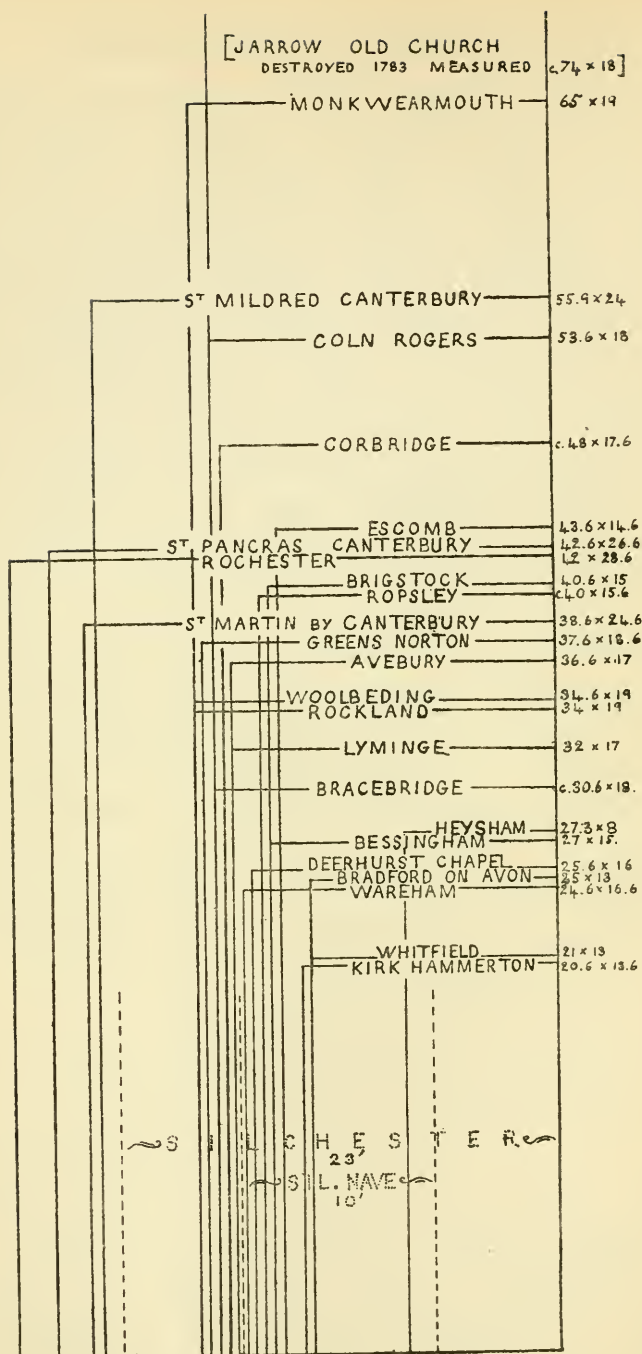 [JARROW OLD CHURCH
DESTROYED 1783 MEASURED c.74 × 18]
MONKWEARMOUTH 65 × 19
ST MILDRED CANTERBURY 55.9 × 24
COLN ROGERS 53.6 × 18
CORBRIDGE c.48 × 17.6
ESCOMB 43.6 × 14.6
ST PANCRAS CANTERBURY 42.6 × 26.6
ROCHESTER 42 × 28.6
BRIGSTOCK 40.6 × 15
ROPSLEY c.40 × 15.6
ST MARTIN BY CANTERBURY 38.6 × 24.6
GREENS NORTON 37.6 × 18.6
AVEBURY 36.6 × 17
WOOLBEDING 34.6 × 19
ROCKLAND 34 × 19
LYMINGE 32 × 17
BRACEBRIDGE c.30.6 × 18.
HEYSHAM 27.3 × 8
BESSINGHAM 27 × 15.
DEERHURST CHAPEL 25.6 × 16
BRADFORD ON AVON 25 × 13
WAREHAM 24.6 × 16.6
WHITFIELD 21 × 13
KIRK HAMMERTON 20.6 × 13.6
SILCHESTER
23'
SIL. NAVE
10'